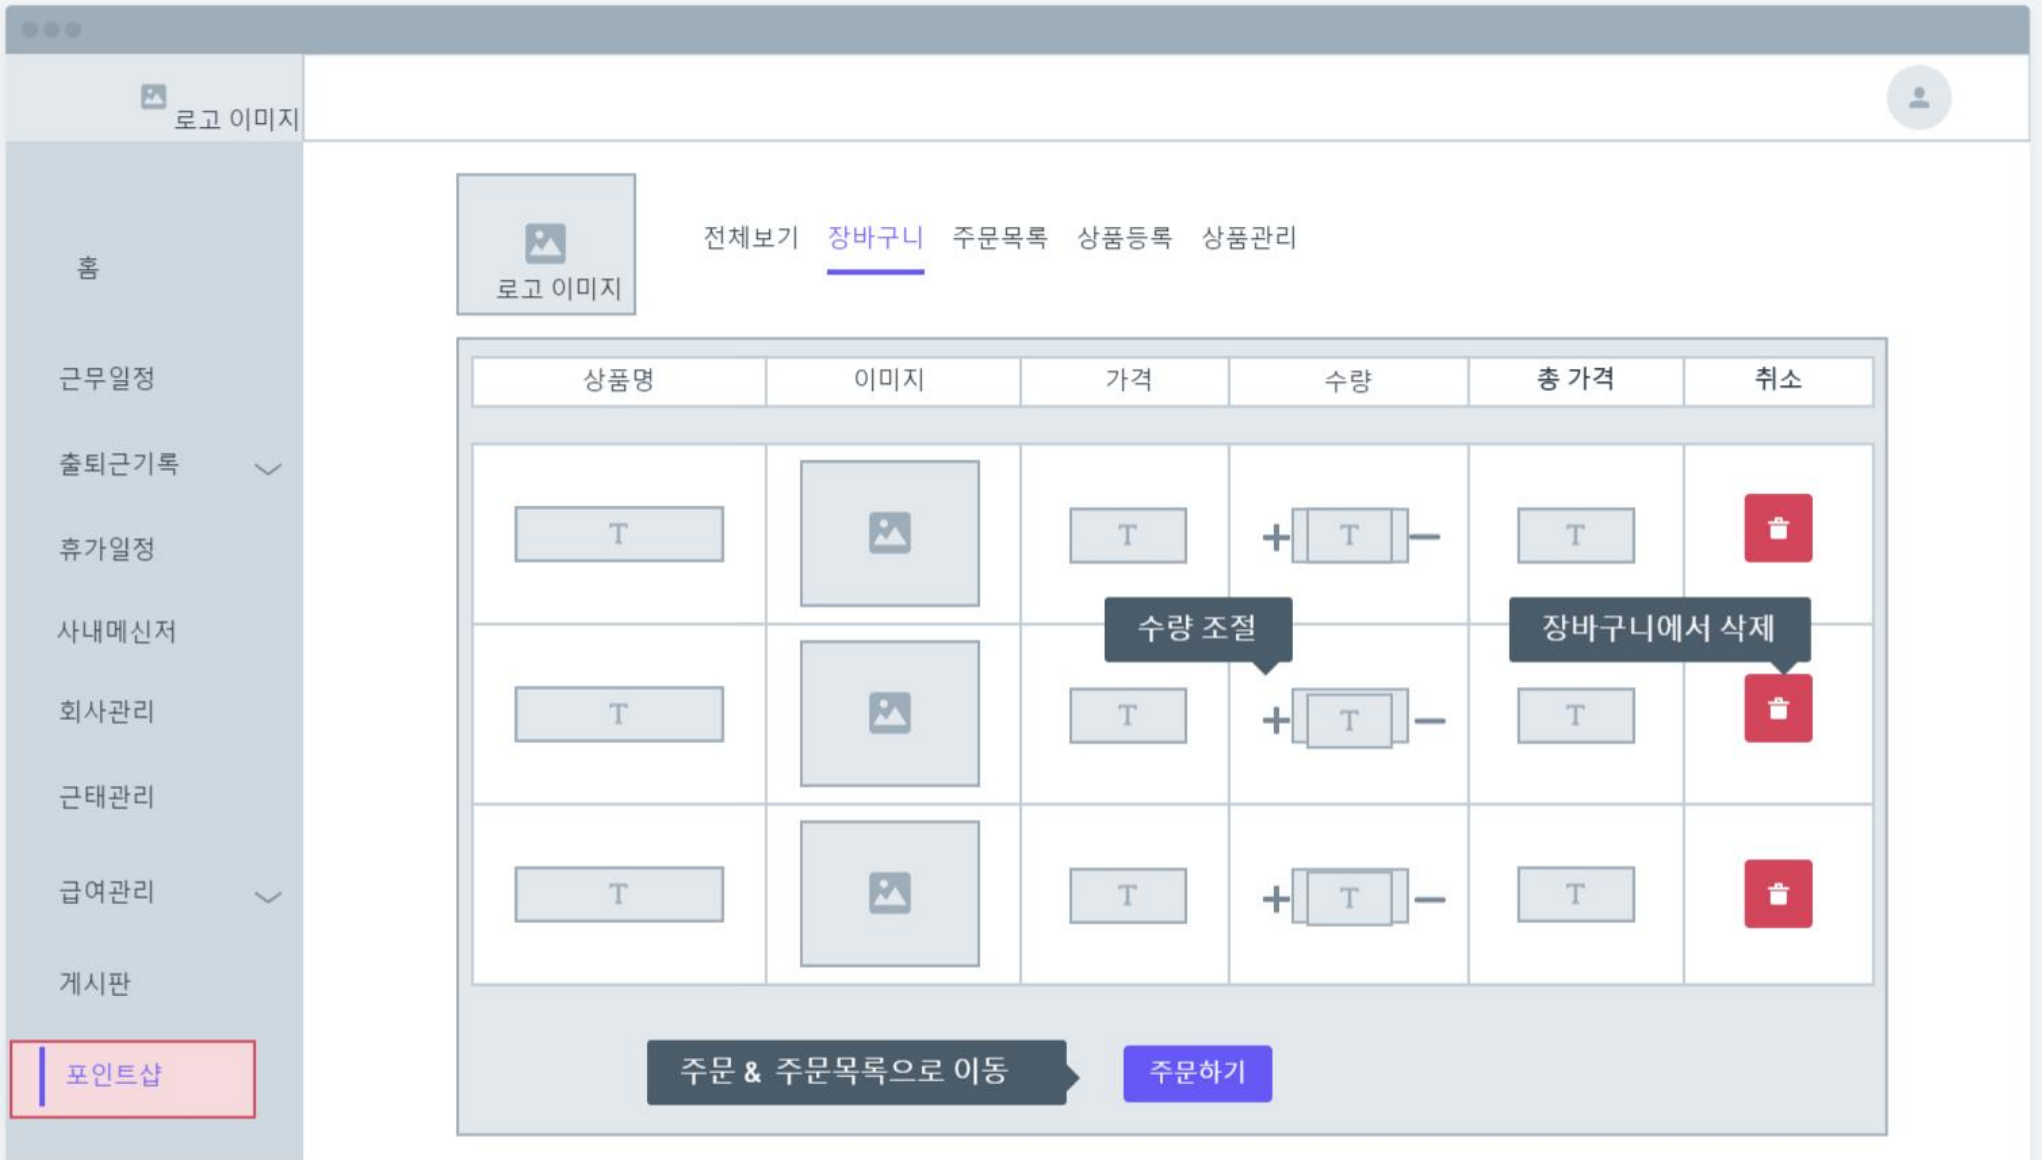 로고 이미지
홈
근무일정
출퇴근기록
휴가일정
사내메신저
회사관리
근태관리
급여관리
게시판
포인트샵
로고 이미지
전체보기 장바구니 주문목록 상품등록 상품관리
상품명 이미지 가격 수량 총 가격 취소
T T + T − T
수량 조절 장바구니에서 삭제
T T + T − T
T T + T − T
주문 & 주문목록으로 이동 주문하기